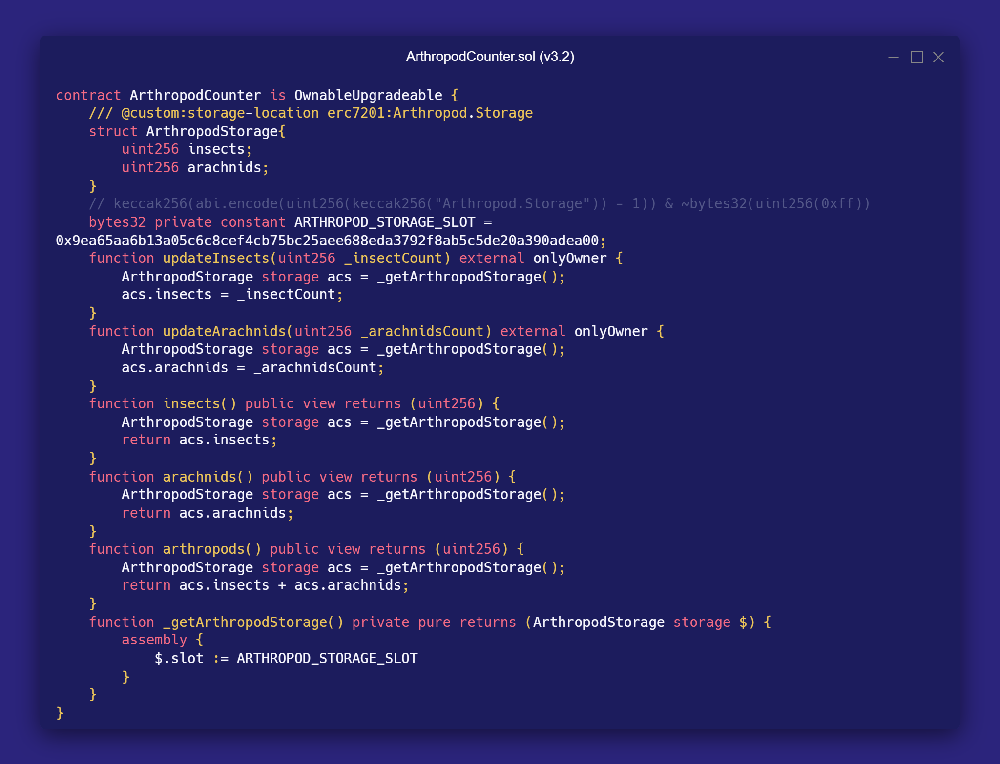 ArthropodCounter.sol (v3.2)
contract ArthropodCounter is OwnableUpgradeable {
    /// @custom:storage-location erc7201:Arthropod.Storage
    struct ArthropodStorage{
        uint256 insects;
        uint256 arachnids;
    }
    // keccak256(abi.encode(uint256(keccak256("Arthropod.Storage")) - 1)) & ~bytes32(uint256(0xff))
    bytes32 private constant ARTHROPOD_STORAGE_SLOT =
0x9ea65aa6b13a05c6c8cef4cb75bc25aee688eda3792f8ab5c5de20a390adea00;
    function updateInsects(uint256 _insectCount) external onlyOwner {
        ArthropodStorage storage acs = _getArthropodStorage();
        acs.insects = _insectCount;
    }
    function updateArachnids(uint256 _arachnidsCount) external onlyOwner {
        ArthropodStorage storage acs = _getArthropodStorage();
        acs.arachnids = _arachnidsCount;
    }
    function insects() public view returns (uint256) {
        ArthropodStorage storage acs = _getArthropodStorage();
        return acs.insects;
    }
    function arachnids() public view returns (uint256) {
        ArthropodStorage storage acs = _getArthropodStorage();
        return acs.arachnids;
    }
    function arthropods() public view returns (uint256) {
        ArthropodStorage storage acs = _getArthropodStorage();
        return acs.insects + acs.arachnids;
    }
    function _getArthropodStorage() private pure returns (ArthropodStorage storage $) {
        assembly {
            $.slot := ARTHROPOD_STORAGE_SLOT
        }
    }
}